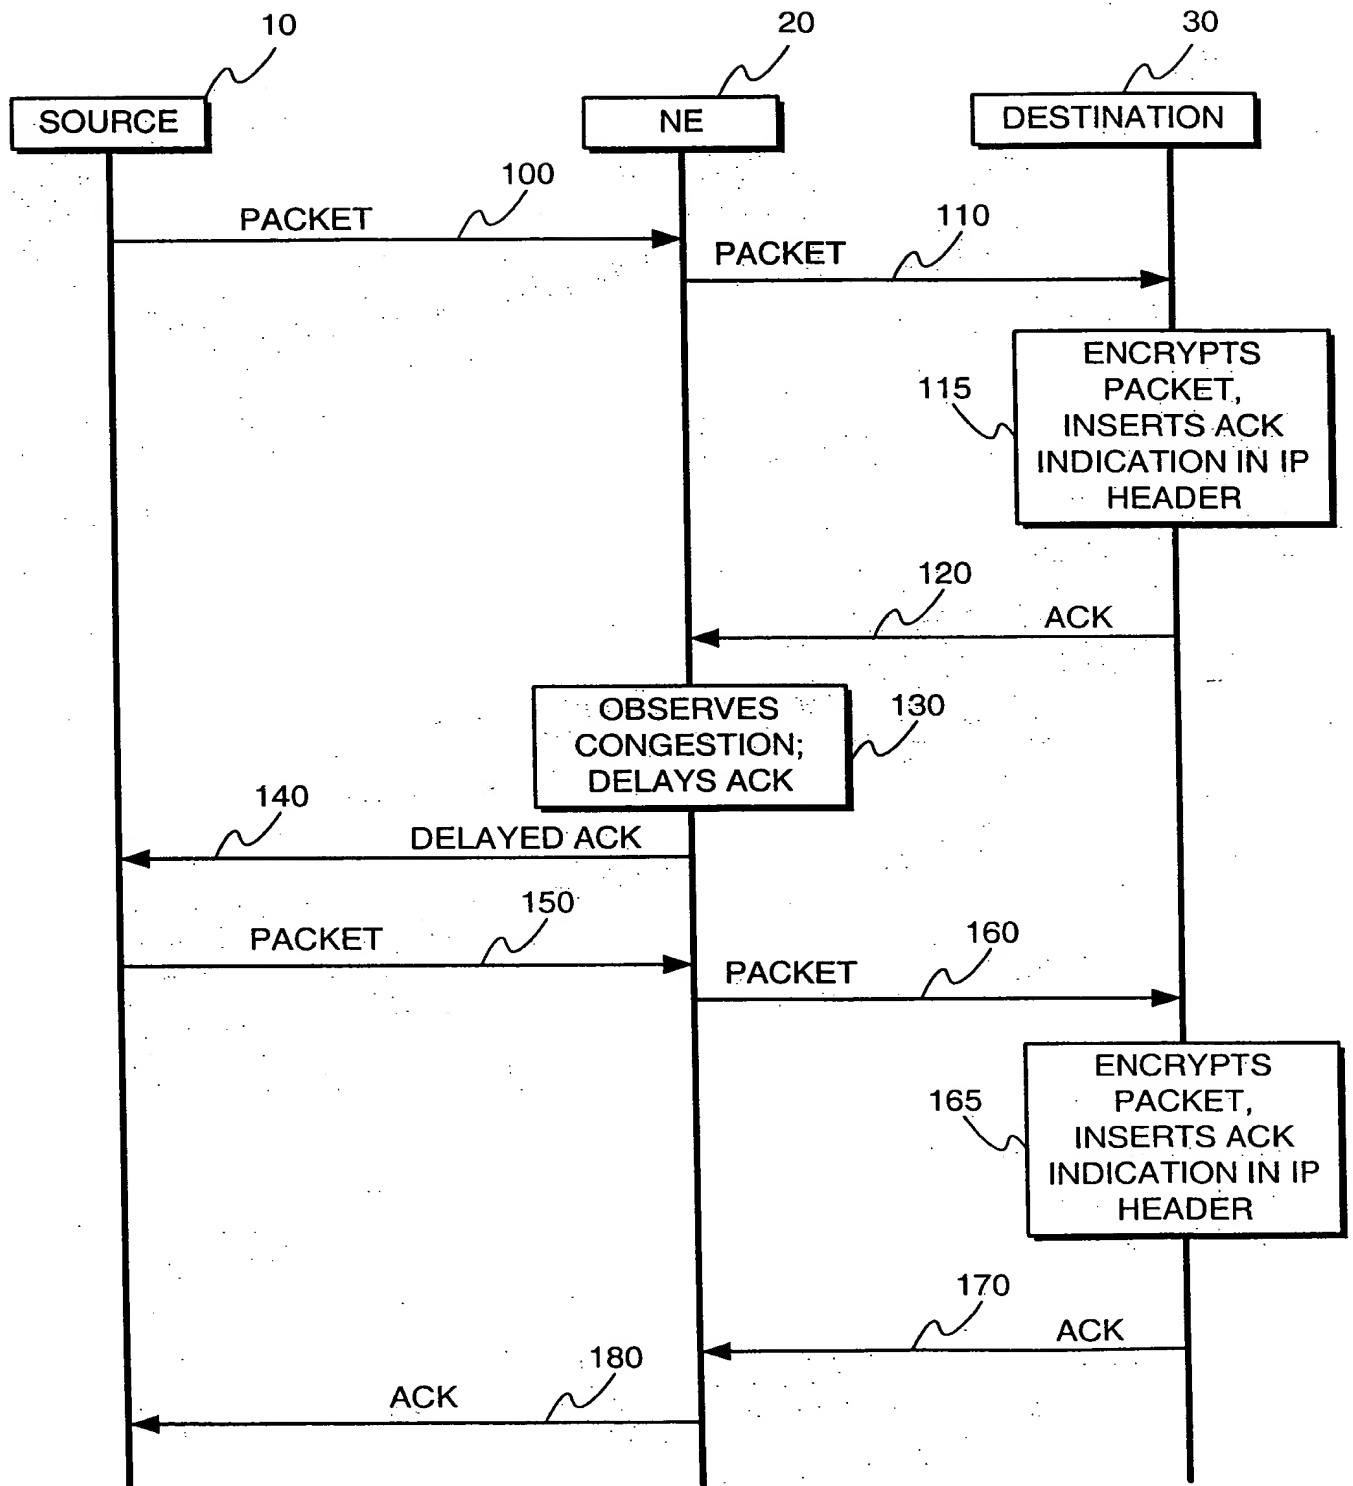 10
20
30
SOURCE
NE
DESTINATION
100
PACKET
110
PACKET
ENCRYPTS
PACKET,
INSERTS ACK
INDICATION IN IP
HEADER
115
120
ACK
OBSERVES
CONGESTION;
DELAYS ACK
130
140
DELAYED ACK
150
PACKET
160
PACKET
ENCRYPTS
PACKET,
INSERTS ACK
INDICATION IN IP
HEADER
165
170
ACK
180
ACK